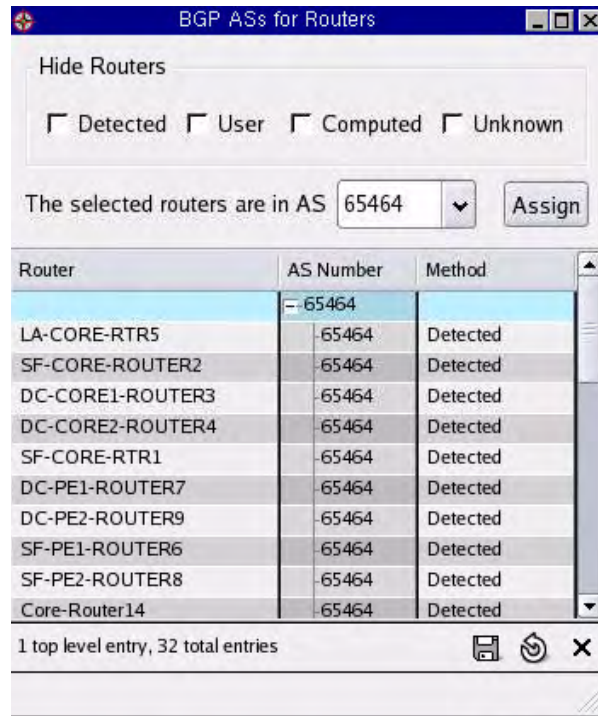 BGP ASs for Routers
Hide Routers
Detected User Computed Unknown
The selected routers are in AS 65464 Assign
Router AS Number Method
65464
LA-CORE-RTR5 65464 Detected
SF-CORE-ROUTER2 65464 Detected
DC-CORE1-ROUTER3 65464 Detected
DC-CORE2-ROUTER4 65464 Detected
SF-CORE-RTR1 65464 Detected
DC-PE1-ROUTER7 65464 Detected
DC-PE2-ROUTER9 65464 Detected
SF-PE1-ROUTER6 65464 Detected
SF-PE2-ROUTER8 65464 Detected
Core-Router14 65464 Detected
1 top level entry, 32 total entries